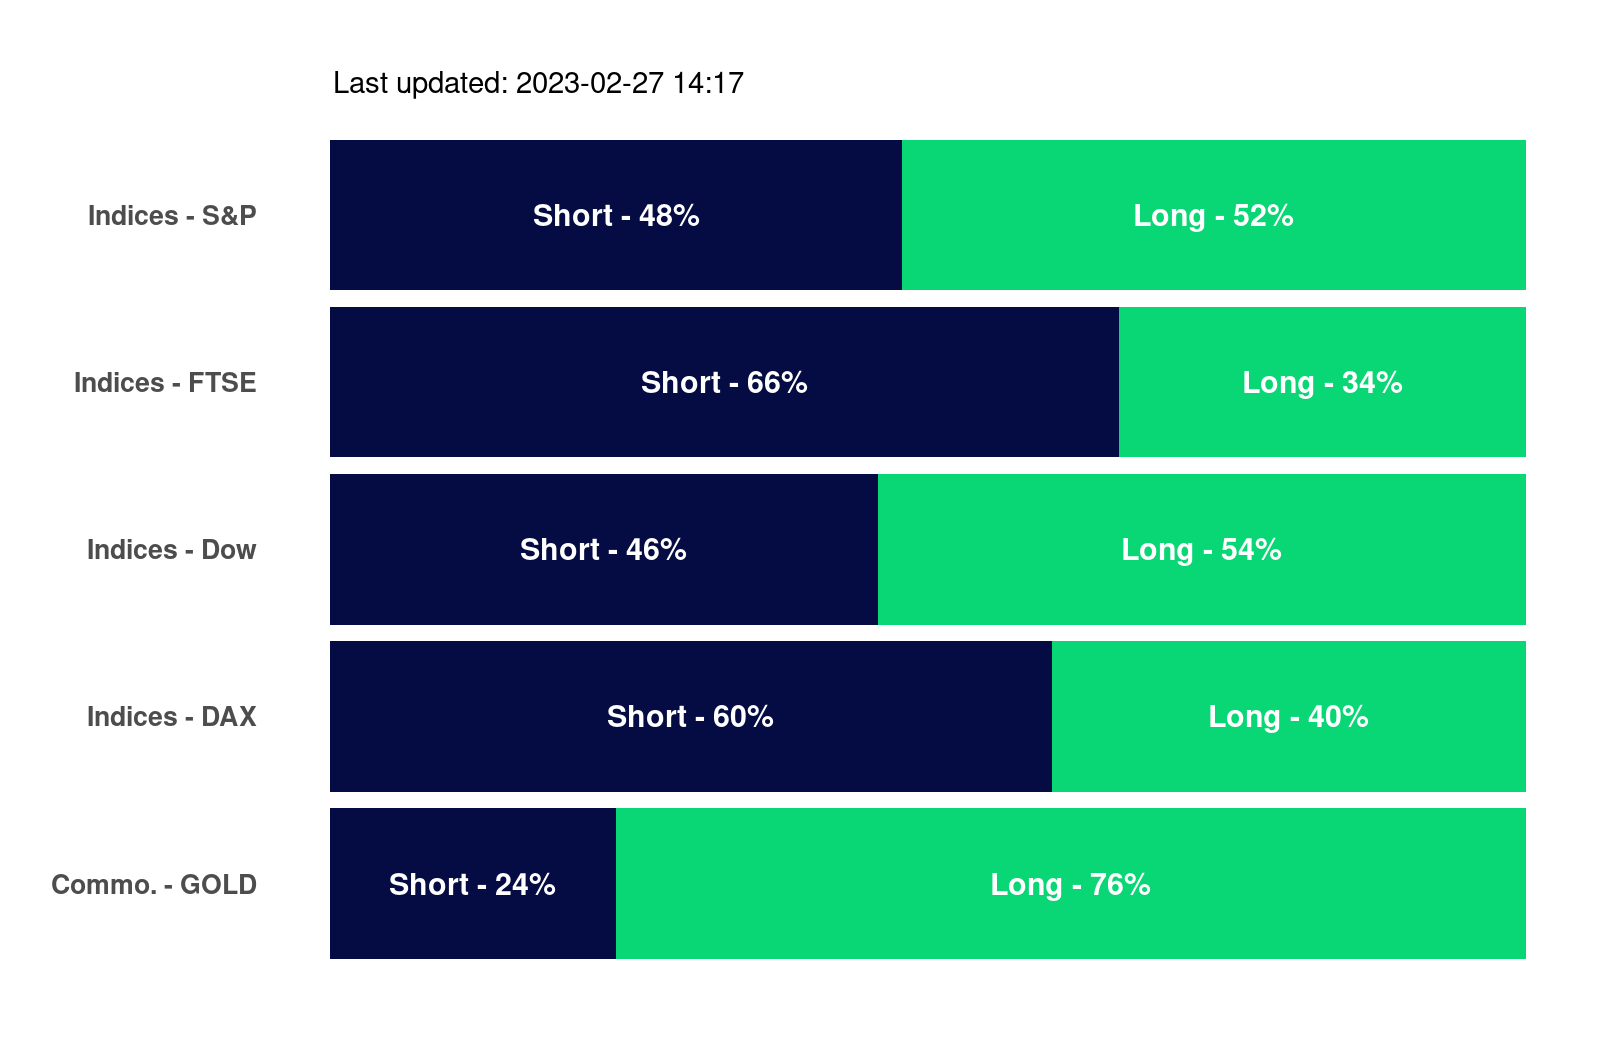 Last updated: 2023-02-27 14:17
Indices - S&P Short - 48% Long - 52%
Indices - FTSE Short - 66% Long - 34%
Indices - Dow Short - 46% Long - 54%
Indices - DAX Short - 60% Long - 40%
Commo. - GOLD Short - 24% Long - 76%